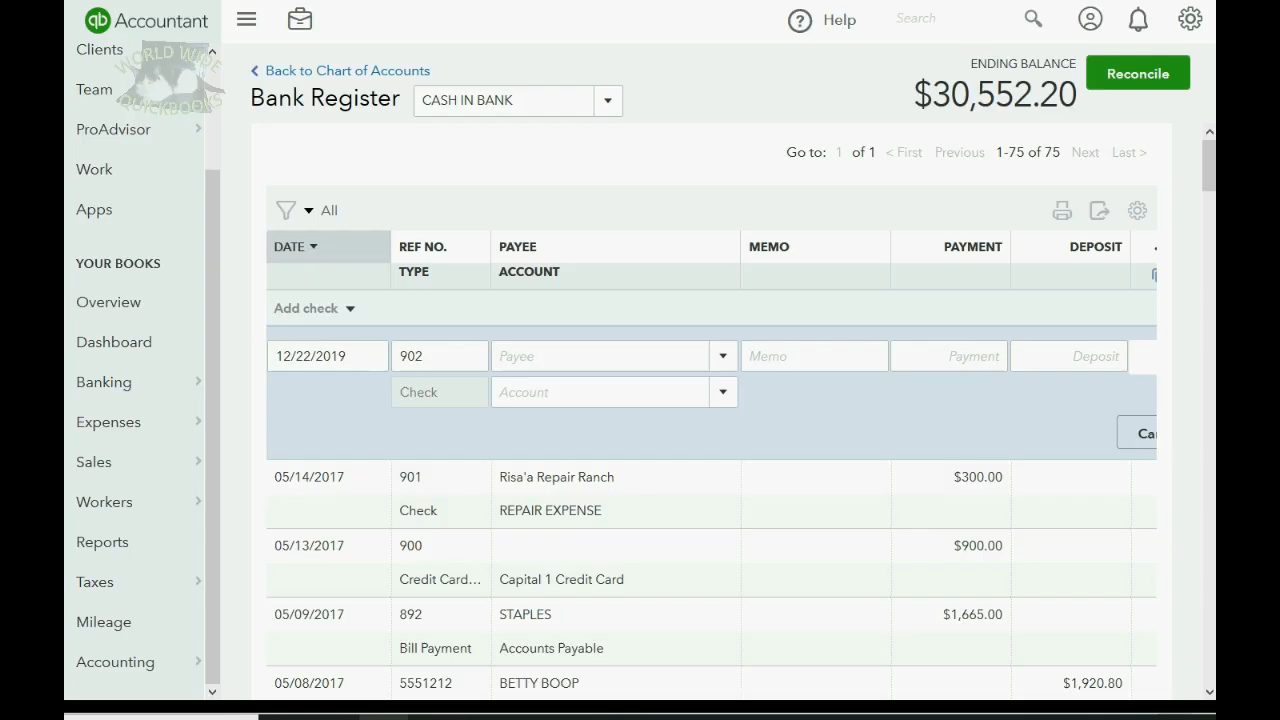 qb Accountant
Help
Search
Clients
WORLD WIDE
QUICKBOOKS
Team
ProAdvisor
Work
Apps
YOUR BOOKS
Overview
Dashboard
Banking
Expenses
Sales
Workers
Reports
Taxes
Mileage
Accounting
Back to Chart of Accounts
Bank Register CASH IN BANK
ENDING BALANCE
$30,552.20
Reconcile
Go to: 1 of 1 < First Previous 1-75 of 75 Next Last >
All
DATE REF NO. PAYEE MEMO PAYMENT DEPOSIT
TYPE ACCOUNT
Add check
12/22/2019 902 Payee Memo Payment Deposit
Check Account
Ca
05/14/2017 901 Risa'a Repair Ranch $300.00
Check REPAIR EXPENSE
05/13/2017 900 $900.00
Credit Card... Capital 1 Credit Card
05/09/2017 892 STAPLES $1,665.00
Bill Payment Accounts Payable
05/08/2017 5551212 BETTY BOOP $1,920.80